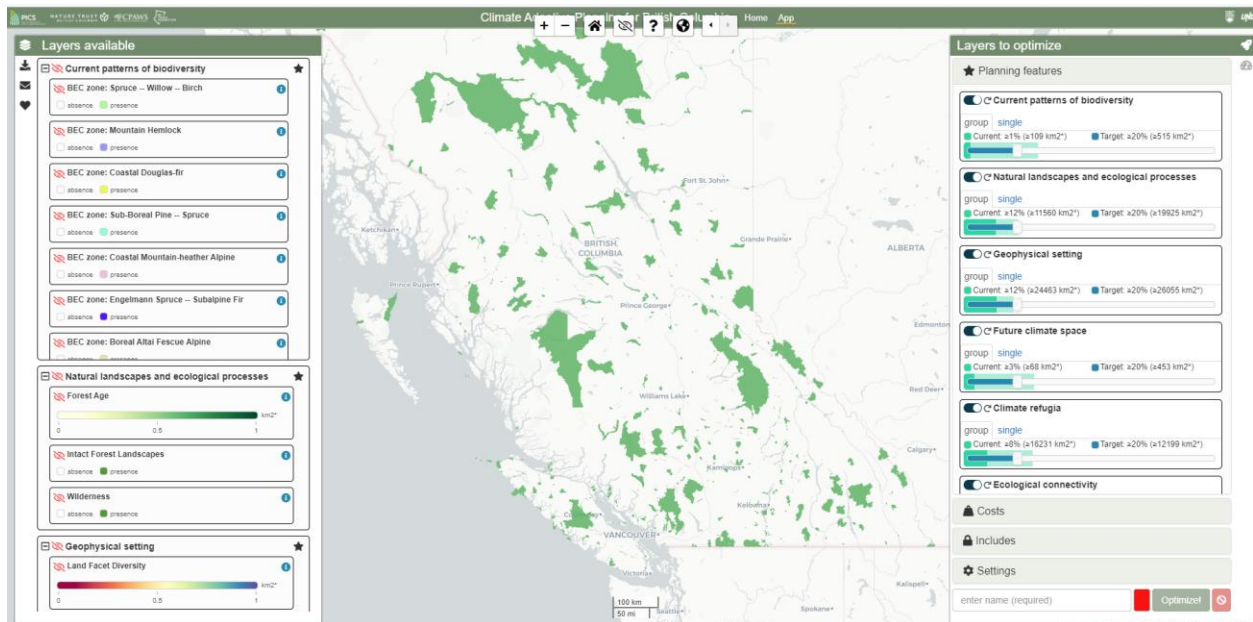 PICS NATURE TRUST CPAWS
Climate Adaptive Planning for British Columbia Home App
+ − ?
Layers available
Current patterns of biodiversity
BEC zone: Spruce -- Willow -- Birch
absence presence
BEC zone: Mountain Hemlock
absence presence
BEC zone: Coastal Douglas-fir
absence presence
BEC zone: Sub-Boreal Pine -- Spruce
absence presence
BEC zone: Coastal Mountain-heather Alpine
absence presence
BEC zone: Engelmann Spruce -- Subalpine Fir
absence presence
BEC zone: Boreal Altai Fescue Alpine
Natural landscapes and ecological processes
Forest Age
km2*
0 0.5 1
Intact Forest Landscapes
absence presence
Wilderness
absence presence
Geophysical setting
Land Facet Diversity
km2*
0 0.5 1
Fort St. John
Ketchikan
Grande Prairie
BRITISH
COLUMBIA
ALBERTA
Prince Rupert
Prince George
Edmonton
Red Deer
Williams Lake
Calgary
Kamloops
Kelowna
VANCOUVER
Victoria
Kalispell
100 km
50 mi
Seattle
Spokane
Layers to optimize
Planning features
Current patterns of biodiversity
group single
Current: ≥1% (≥109 km2*) Target: ≥20% (≥515 km2*)
Natural landscapes and ecological processes
group single
Current: ≥12% (≥11560 km2*) Target: ≥20% (≥19925 km2*)
Geophysical setting
group single
Current: ≥12% (≥24463 km2*) Target: ≥20% (≥26055 km2*)
Future climate space
group single
Current: ≥3% (≥68 km2*) Target: ≥20% (≥453 km2*)
Climate refugia
group single
Current: ≥8% (≥16231 km2*) Target: ≥20% (≥12199 km2*)
Ecological connectivity
Costs
Includes
Settings
enter name (required) Optimize!